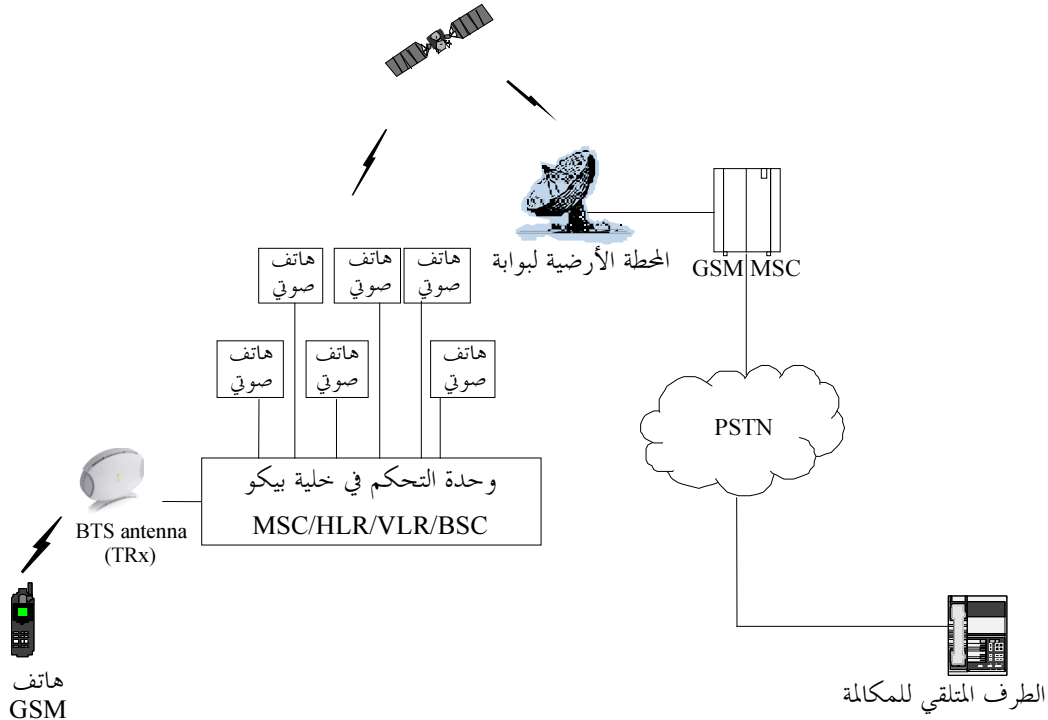 المحطة الأرضية لبوابة
GSM MSC
هاتف
صوتي
هاتف
صوتي
هاتف
صوتي
هاتف
صوتي
هاتف
صوتي
هاتف
صوتي
PSTN
وحدة التحكم في خلية بيكو
MSC/HLR/VLR/BSC
BTS antenna
(TRx)
هاتف
GSM
الطرف المتلقي للمكالمة